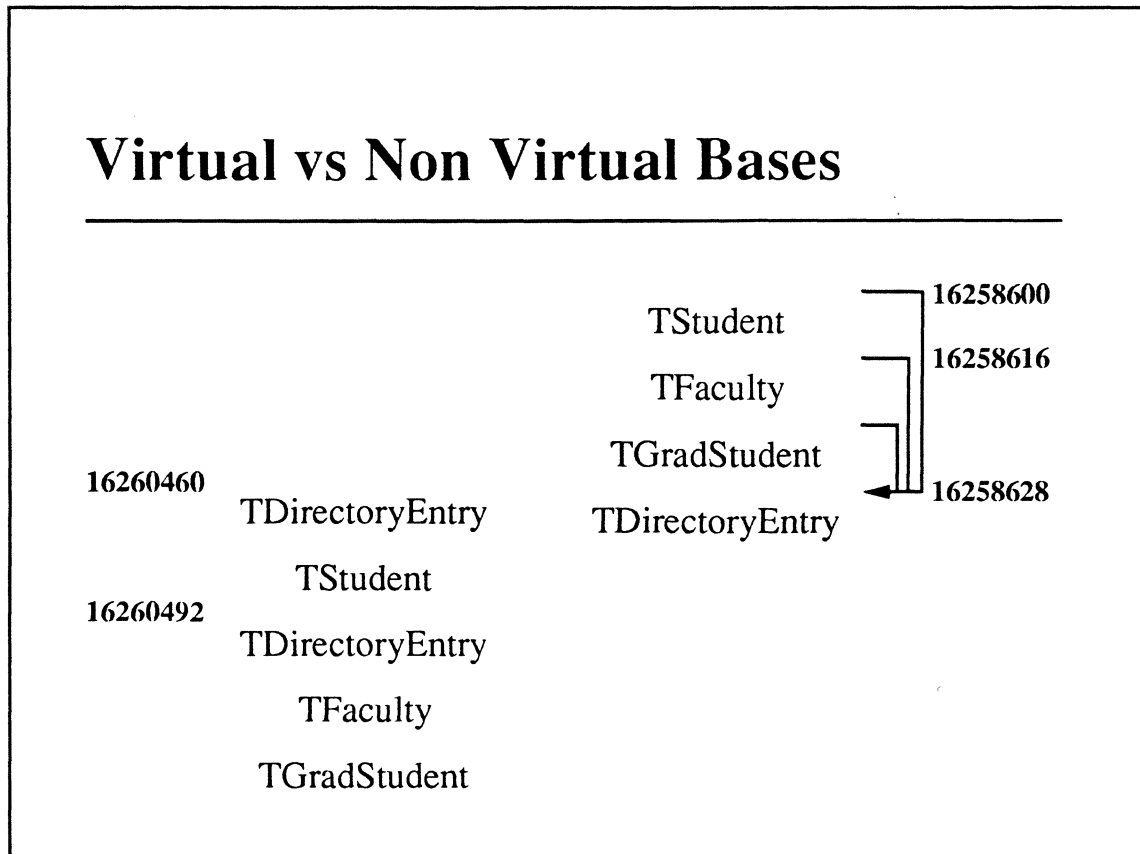 Virtual vs Non Virtual Bases
16258600
TStudent
16258616
TFaculty
TGradStudent
16258628
TDirectoryEntry
16260460
TDirectoryEntry
TStudent
16260492
TDirectoryEntry
TFaculty
TGradStudent